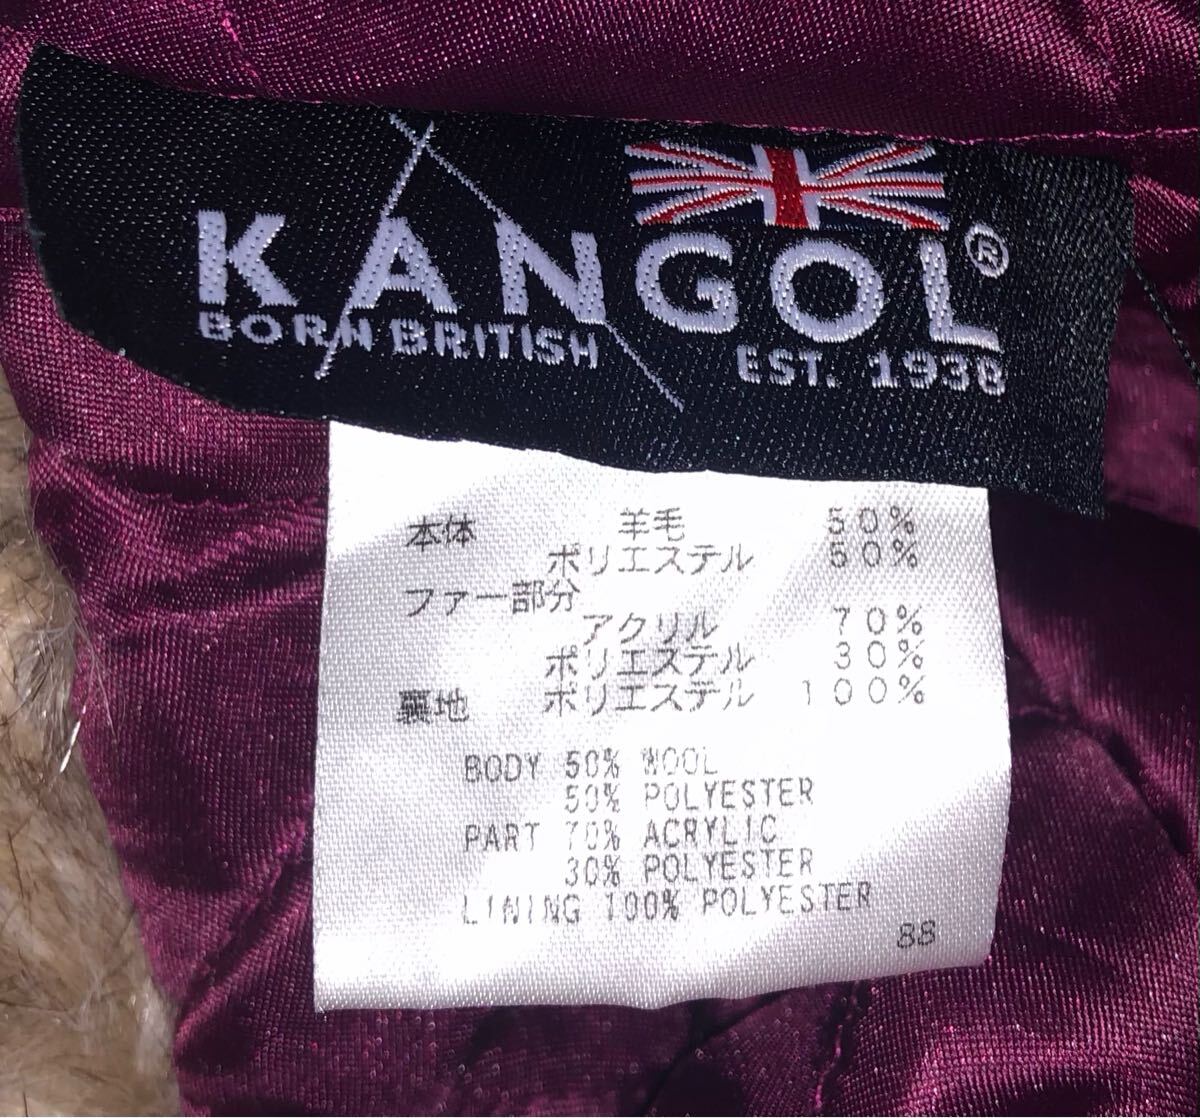 KANGOL®
BORN BRITISH
EST. 1938
本体 羊毛 50%
ポリエステル 50%
ファー部分
アクリル 70%
ポリエステル 30%
裏地 ポリエステル 100%
BODY 50% WOOL
50% POLYESTER
PART 70% ACRYLIC
30% POLYESTER
LINING 100% POLYESTER
88